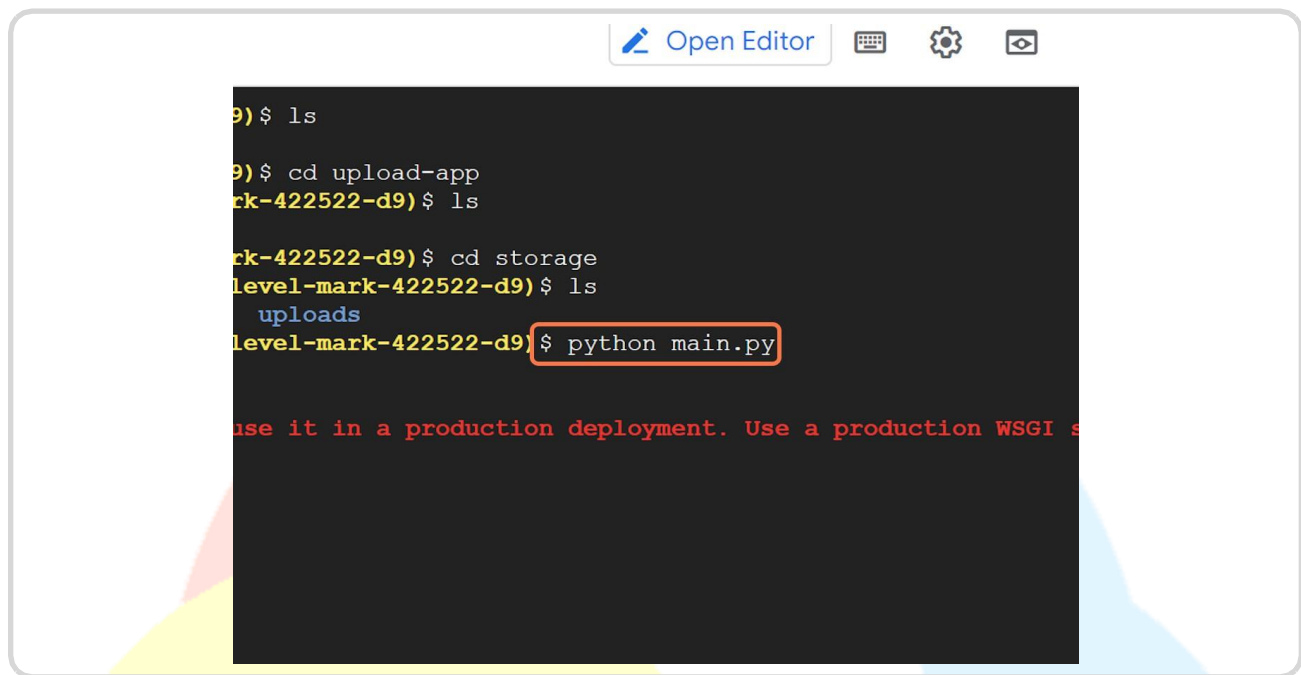 Open Editor
9)$ ls
9)$ cd upload-app
rk-422522-d9)$ ls
rk-422522-d9)$ cd storage
level-mark-422522-d9)$ ls
uploads
level-mark-422522-d9)$ python main.py
use it in a production deployment. Use a production WSGI s